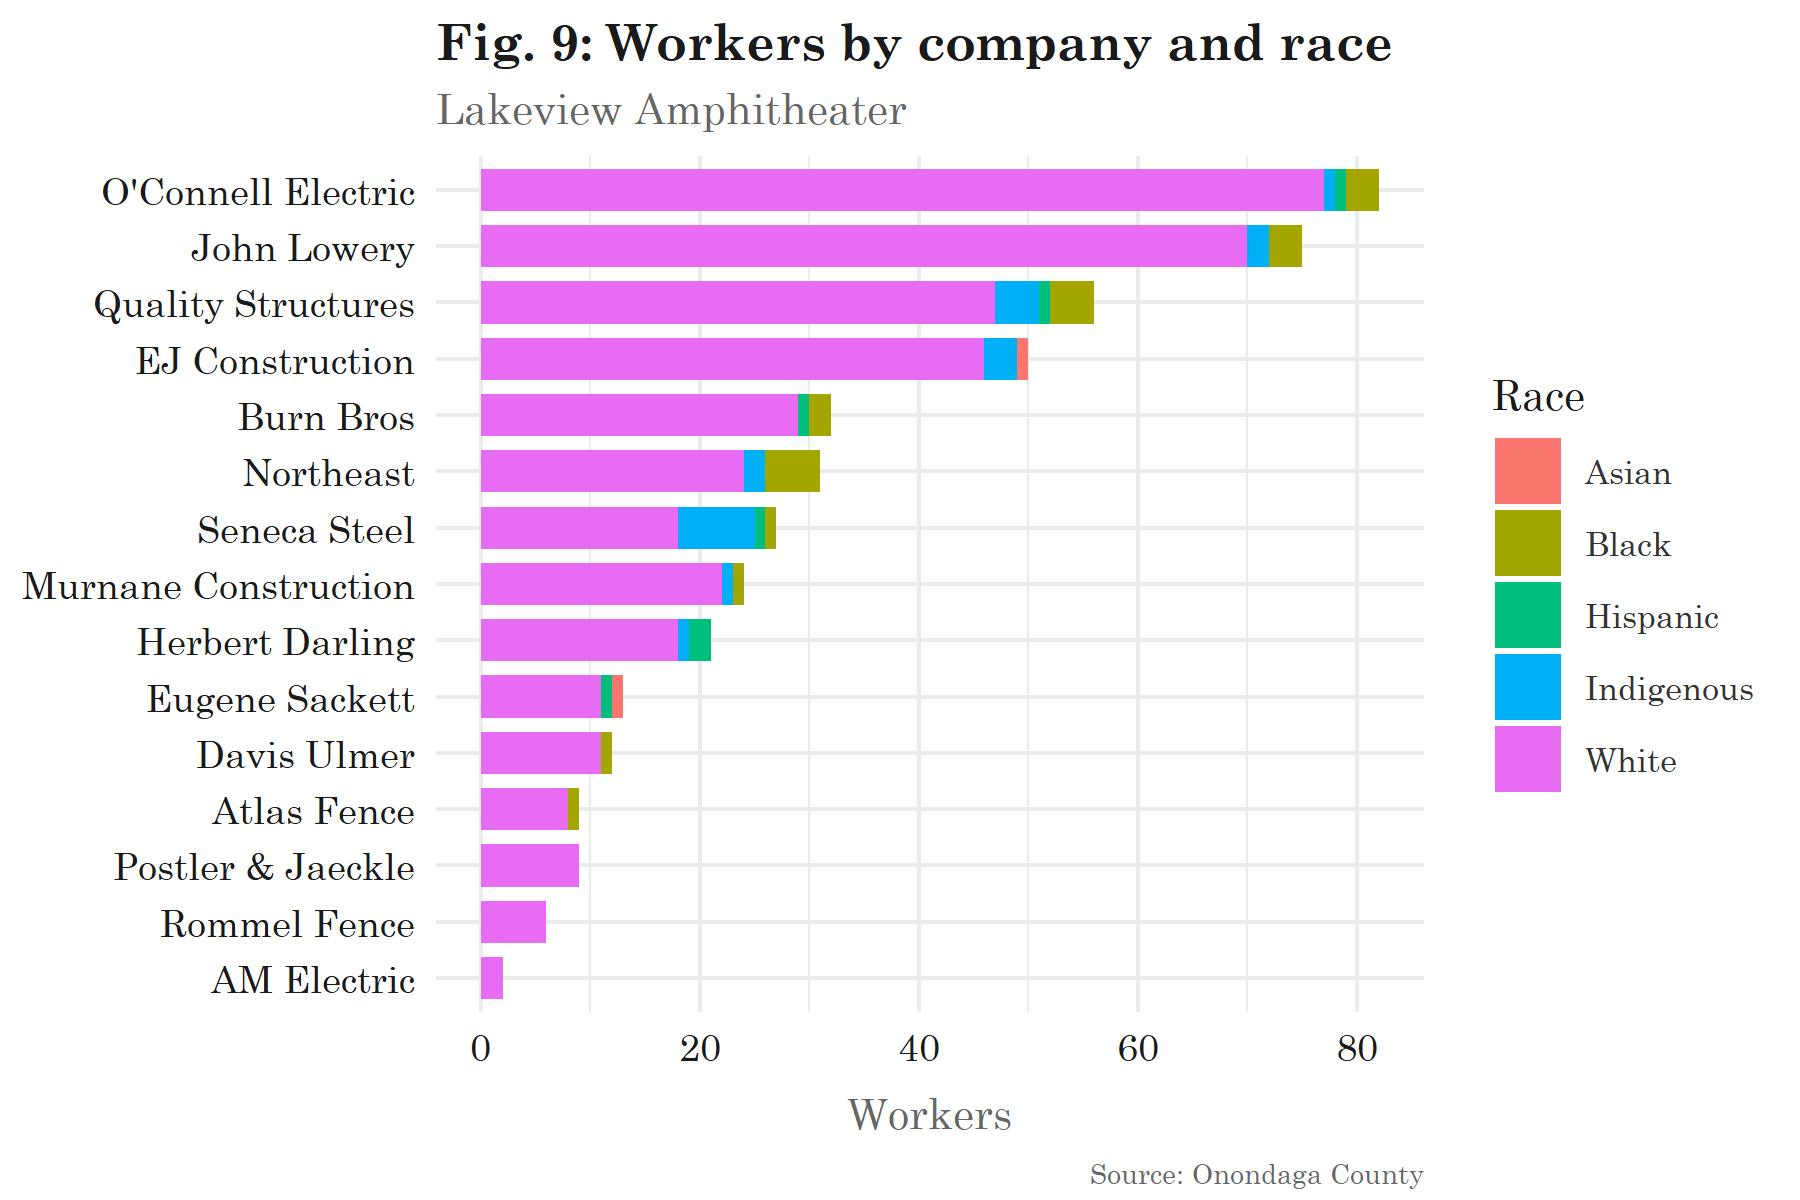 Fig. 9: Workers by company and race
Lakeview Amphitheater
O'Connell Electric
John Lowery
Quality Structures
EJ Construction
Burn Bros
Northeast
Seneca Steel
Murnane Construction
Herbert Darling
Eugene Sackett
Davis Ulmer
Atlas Fence
Postler & Jaeckle
Rommel Fence
AM Electric
0 20 40 60 80
Workers
Race
Asian
Black
Hispanic
Indigenous
White
Source: Onondaga County